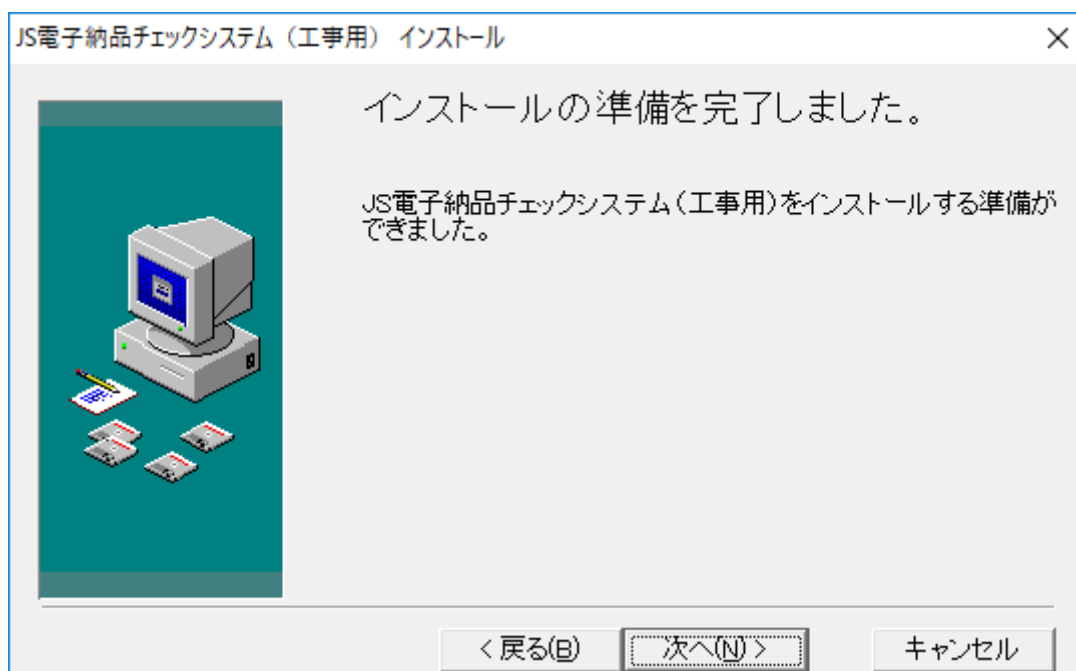 JS電子納品チェックシステム（工事用） インストール
インストールの準備を完了しました。
JS電子納品チェックシステム(工事用)をインストールする準備が
できました。
< 戻る(B)
次へ(N) >
キャンセル